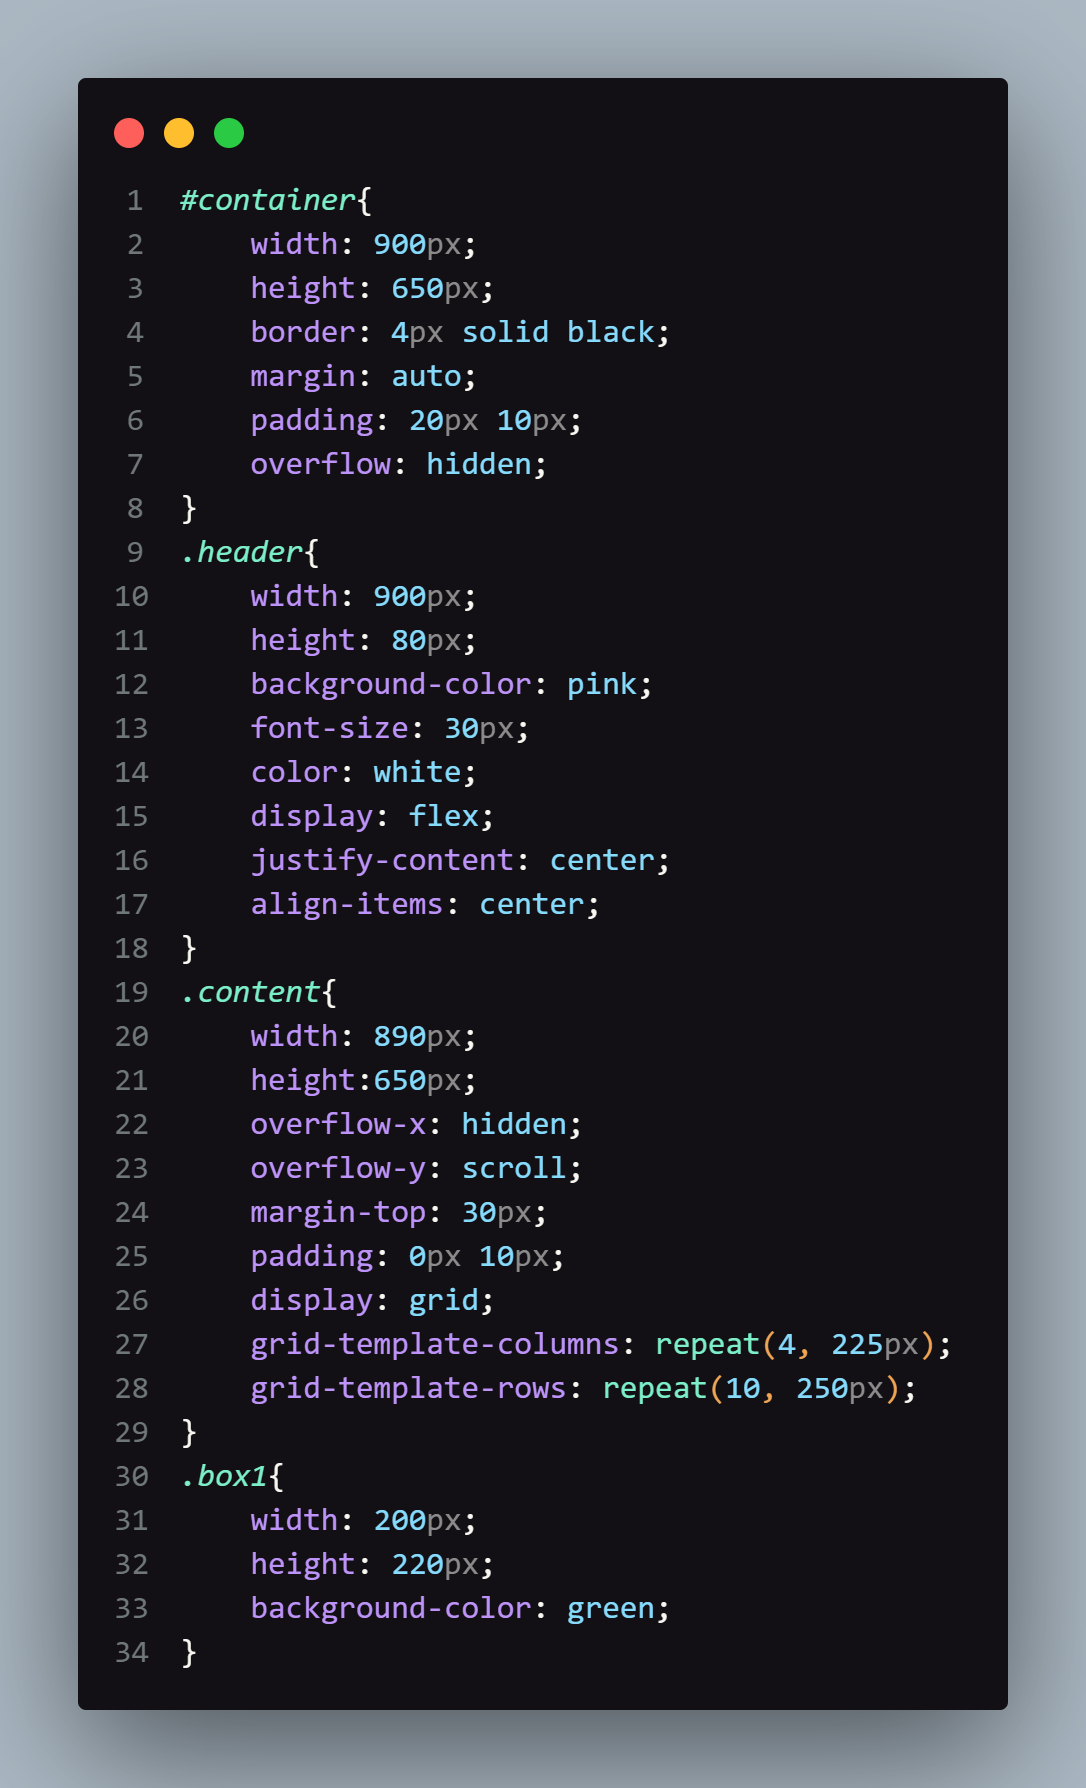 1 #container{
2     width: 900px;
3     height: 650px;
4     border: 4px solid black;
5     margin: auto;
6     padding: 20px 10px;
7     overflow: hidden;
8 }
9 .header{
10     width: 900px;
11     height: 80px;
12     background-color: pink;
13     font-size: 30px;
14     color: white;
15     display: flex;
16     justify-content: center;
17     align-items: center;
18 }
19 .content{
20     width: 890px;
21     height:650px;
22     overflow-x: hidden;
23     overflow-y: scroll;
24     margin-top: 30px;
25     padding: 0px 10px;
26     display: grid;
27     grid-template-columns: repeat(4, 225px);
28     grid-template-rows: repeat(10, 250px);
29 }
30 .box1{
31     width: 200px;
32     height: 220px;
33     background-color: green;
34 }